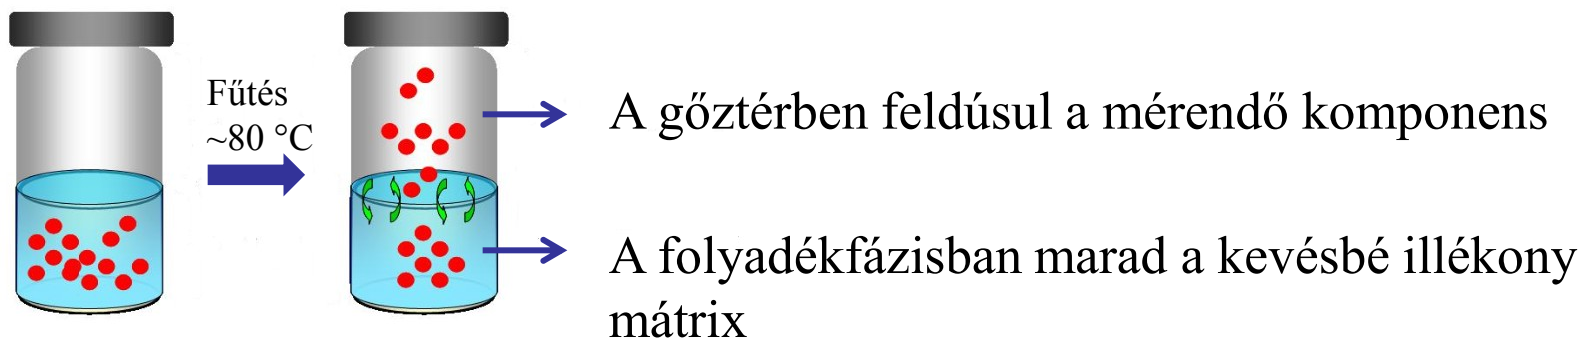 Fűtés
~80 °C
A gőztérben feldúsul a mérendő komponens
A folyadékfázisban marad a kevésbé illékony
mátrix